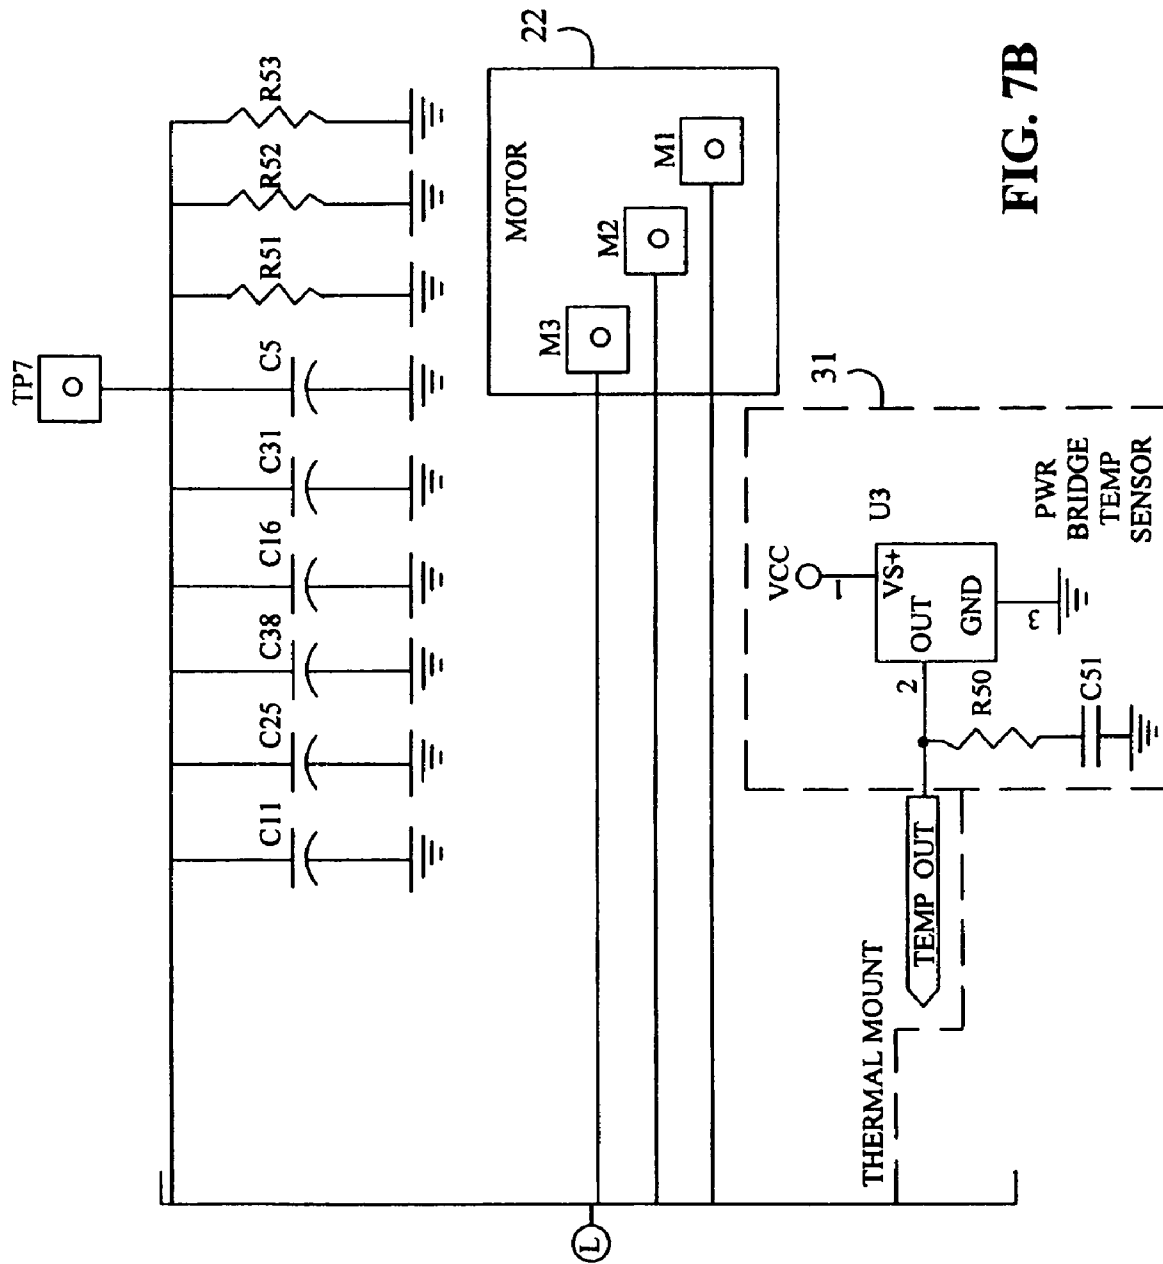 TP7
C11
C25
C38
C16
C31
C5
R51
R52
R53
22
MOTOR
M3
M2
M1
31
VCC
1
U3
VS+
OUT
GND
2
3
R50
C51
PWR
BRIDGE
TEMP
SENSOR
THERMAL MOUNT
TEMP OUT
L
FIG. 7B